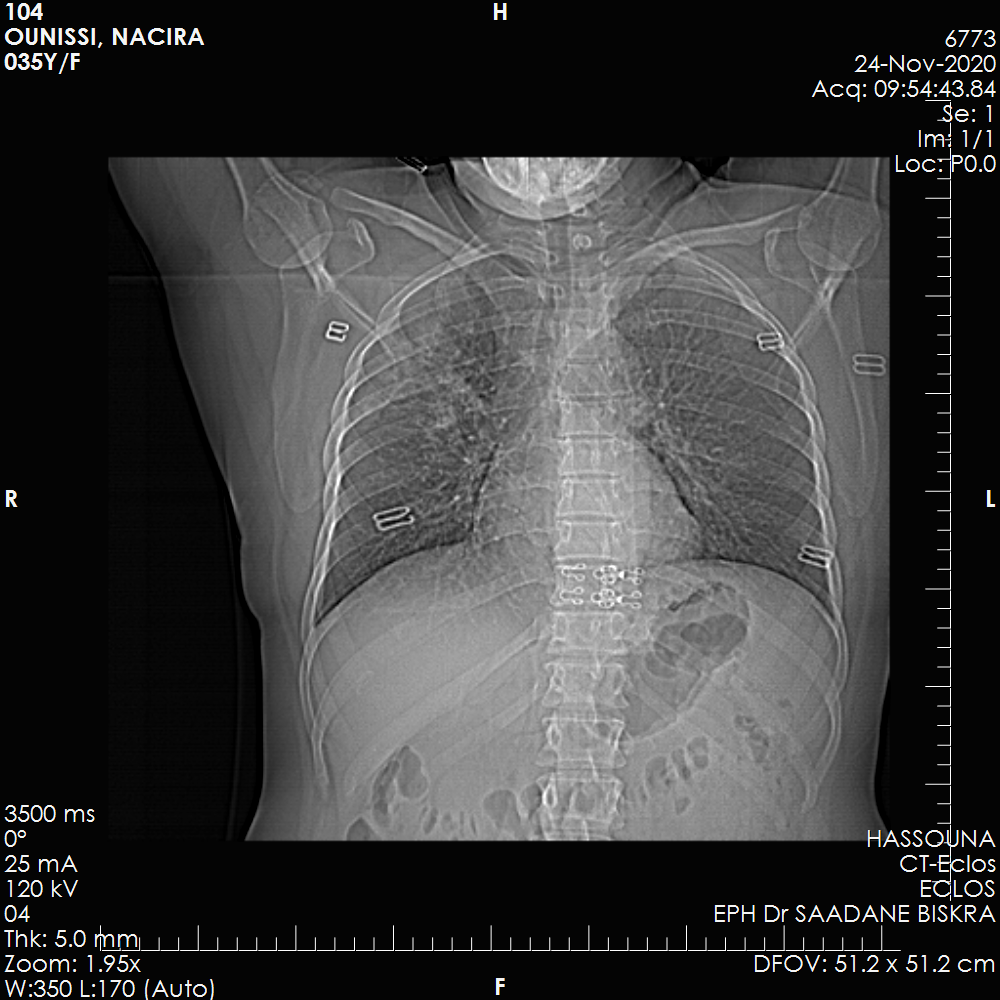 104
OUNISSI, NACIRA
035Y/F
H
6773
24-Nov-2020
Acq: 09:54:43.84
Se: 1
Im: 1/1
Loc: P0.0
R
L
3500 ms
0°
25 mA
120 kV
04
Thk: 5.0 mm
Zoom: 1.95x
W:350 L:170 (Auto)
F
HASSOUNA
CT-Eclos
ECLOS
EPH Dr SAADANE BISKRA
DFOV: 51.2 x 51.2 cm